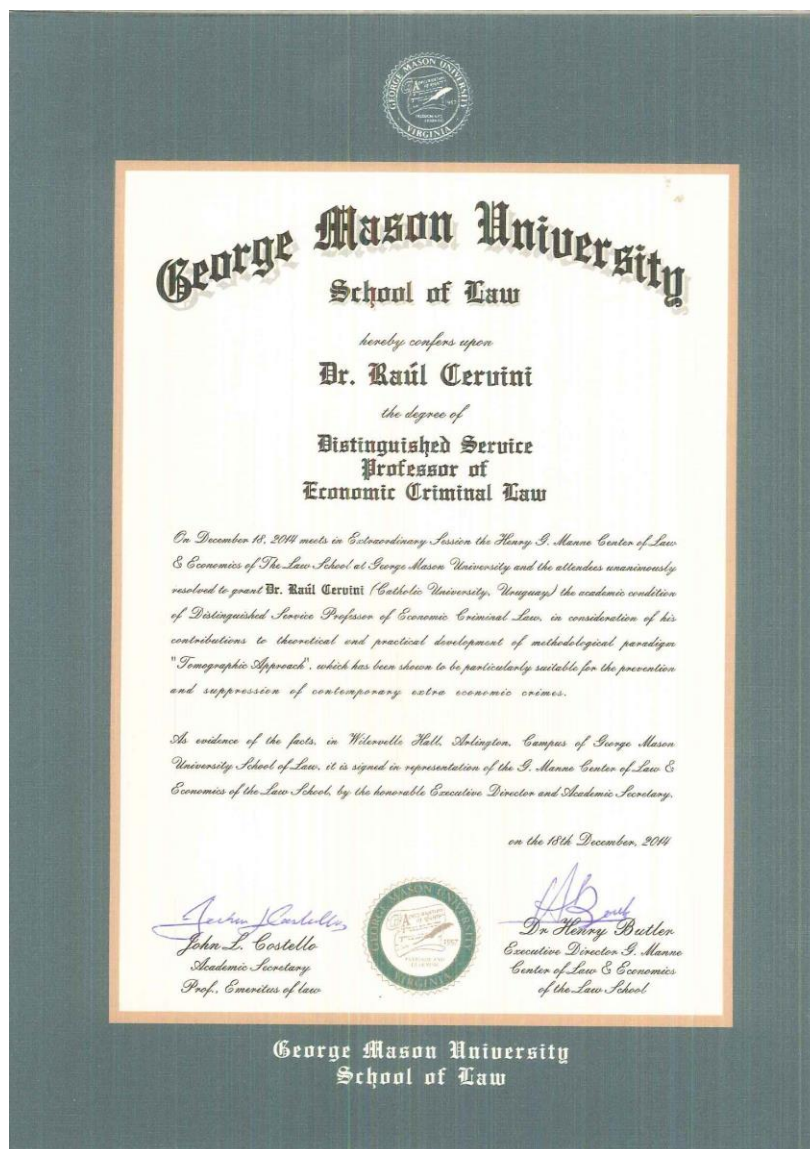 GEORGE MASON UNIVERSITY
VIRGINIA
George Mason University
School of Law
hereby confers upon
Dr. Raúl Cervini
the degree of
Distinguished Service
Professor of
Economic Criminal Law
On December 18, 2014 meets in Extraordinary Session the Henry G. Manne Center of Law
& Economics of The Law School at George Mason University and the attendees unanimously
resolved to grant Dr. Raúl Cervini (Catholic University, Uruguay) the academic condition
of Distinguished Service Professor of Economic Criminal Law, in consideration of his
contributions to theoretical and practical development of methodological paradigm
"Tomographic Approach", which has been shown to be particularly suitable for the prevention
and suppression of contemporary extra economic crimes.
As evidence of the facts, in Wilervelle Hall, Arlington, Campus of George Mason
University School of Law, it is signed in representation of the G. Manne Center of Law &
Economics of the Law School, by the honorable Executive Director and Academic Secretary,
on the 18th December, 2014
John L. Costello
Academic Secretary
Prof., Emeritus of law
GEORGE MASON UNIVERSITY
1957
VIRGINIA
Dr Henry Butler
Executive Director G. Manne
Center of Law & Economics
of the Law School
George Mason University
School of Law